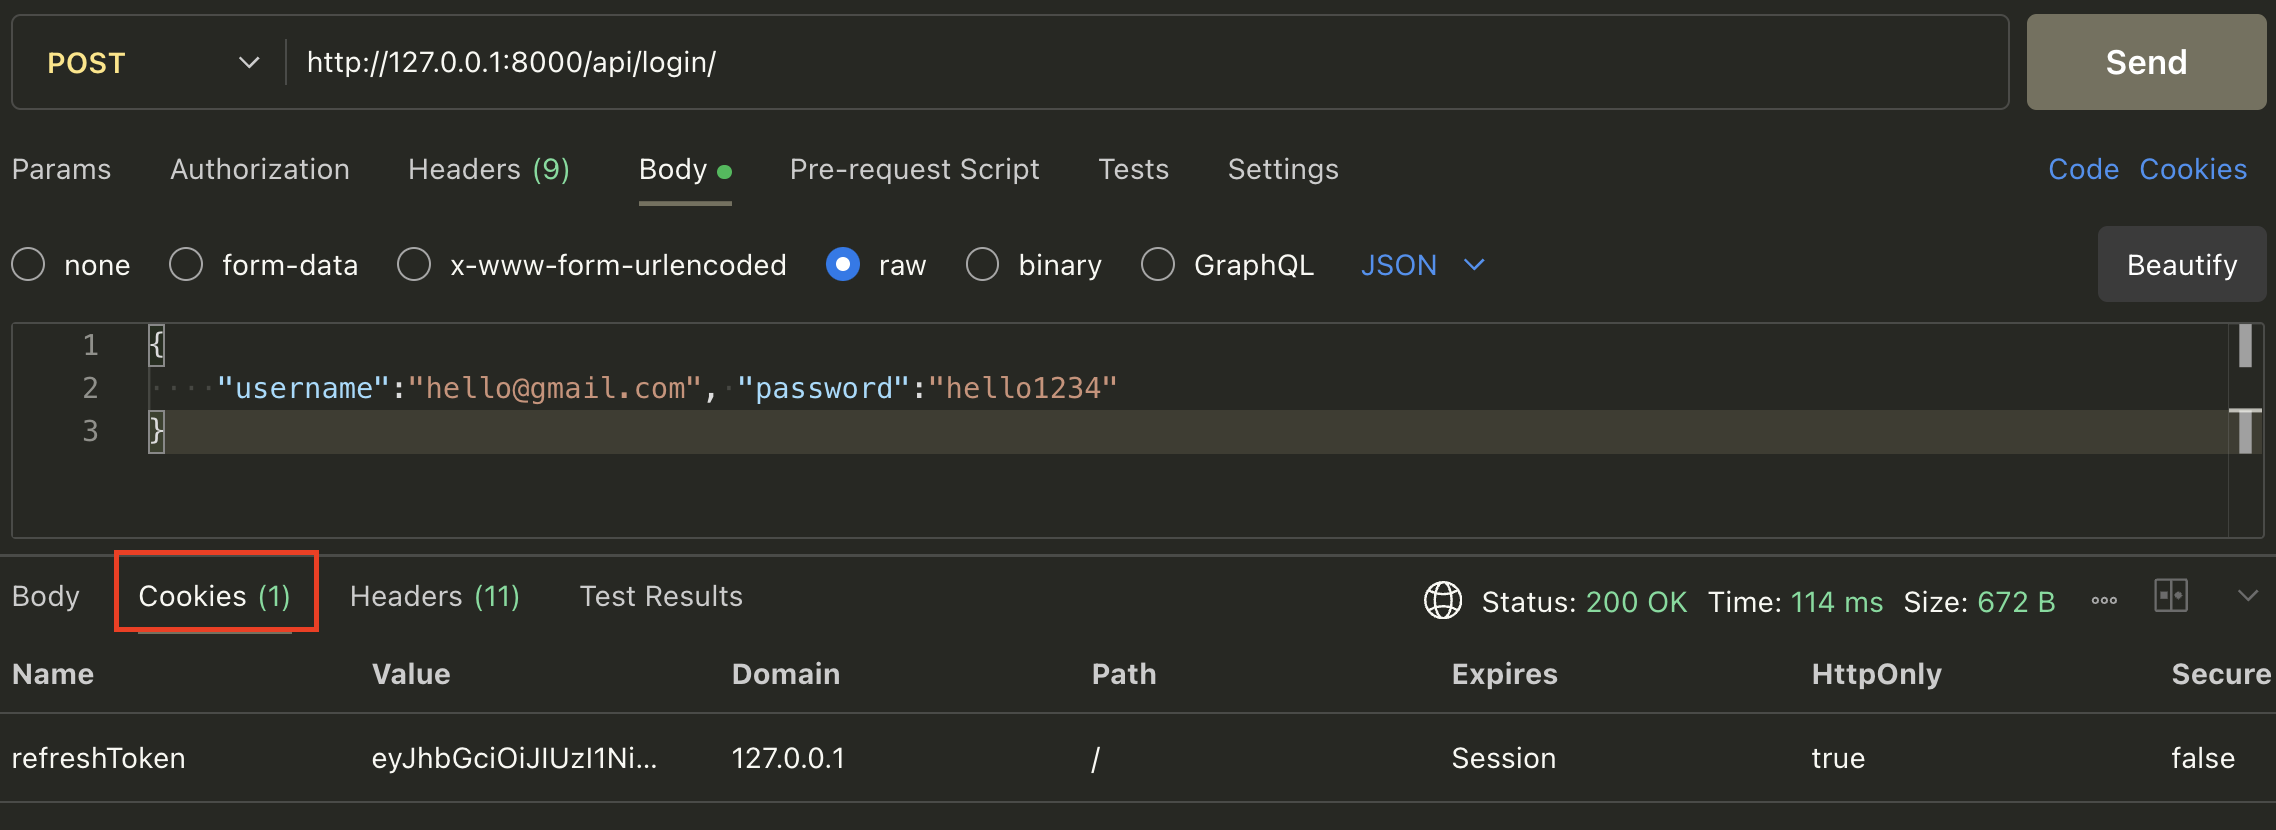 POST http://127.0.0.1:8000/api/login/ Send
Params Authorization Headers (9) Body Pre-request Script Tests Settings Code Cookies
none form-data x-www-form-urlencoded raw binary GraphQL JSON Beautify
1 {
2 "username":"hello@gmail.com", "password":"hello1234"
3 }
Body Cookies (1) Headers (11) Test Results Status: 200 OK Time: 114 ms Size: 672 B
Name Value Domain Path Expires HttpOnly Secure
refreshToken eyJhbGciOiJIUzI1Ni... 127.0.0.1 / Session true false